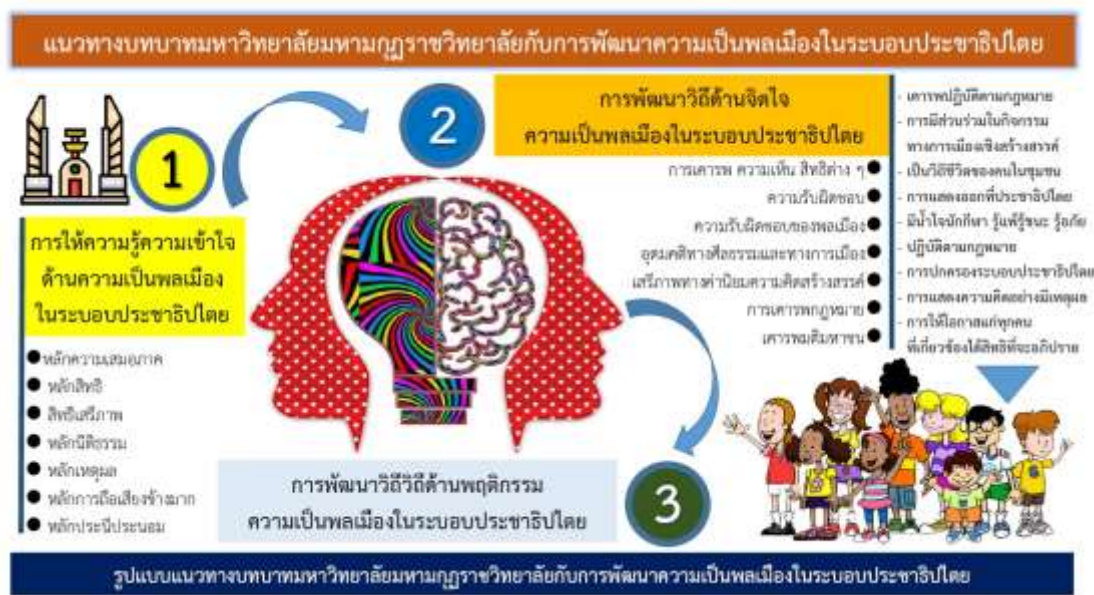 แนวทางบทบาทมหาวิทยาลัยมหามกุฏราชวิทยาลัยกับการพัฒนาความเป็นพลเมืองในระบอบประชาธิปไตย
1
การให้ความรู้ความเข้าใจ
ด้านความเป็นพลเมือง
ในระบอบประชาธิปไตย
หลักความเสมอภาค
หลักสิทธิ
สิทธิเสรีภาพ
หลักนิติธรรม
หลักเหตุผล
หลักการถือเสียงข้างมาก
หลักประนีประนอม
2
การพัฒนาวิถีด้านจิตใจ
ความเป็นพลเมืองในระบอบประชาธิปไตย
การเคารพ ความเห็น สิทธิต่าง ๆ
ความรับผิดชอบ
ความรับผิดชอบของพลเมือง
อุดมคติทางศีลธรรมและทางการเมือง
เสรีภาพทางค่านิยมความคิดสร้างสรรค์
การเคารพกฎหมาย
เคารพมติมหาชน
3
การพัฒนาวิถีวิถีด้านพฤติกรรม
ความเป็นพลเมืองในระบอบประชาธิปไตย
- เคารพปฏิบัติตามกฎหมาย
- การมีส่วนร่วมในกิจกรรม
ทางการเมืองเชิงสร้างสรรค์
- เป็นวิถีชีวิตของคนในชุมชน
- การแสดงออกที่ประชาธิปไตย
- มีน้ำใจนักกีฬา รู้แพ้รู้ชนะ รู้อภัย
- ปฏิบัติตามกฎหมาย
- การปกครองระบอบประชาธิปไตย
- การแสดงความคิดอย่างมีเหตุผล
- การให้โอกาสแก่ทุกคน
ที่เกี่ยวข้องได้สิทธิที่จะอภิปราย
รูปแบบแนวทางบทบาทมหาวิทยาลัยมหามกุฏราชวิทยาลัยกับการพัฒนาความเป็นพลเมืองในระบอบประชาธิปไตย